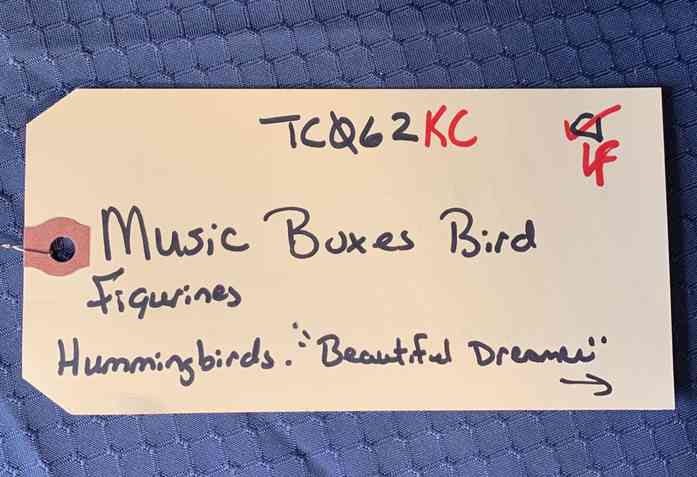 TCQ62KC
LF
Music Boxes Bird
Figurines
Hummingbirds. "Beautiful Dreamer"